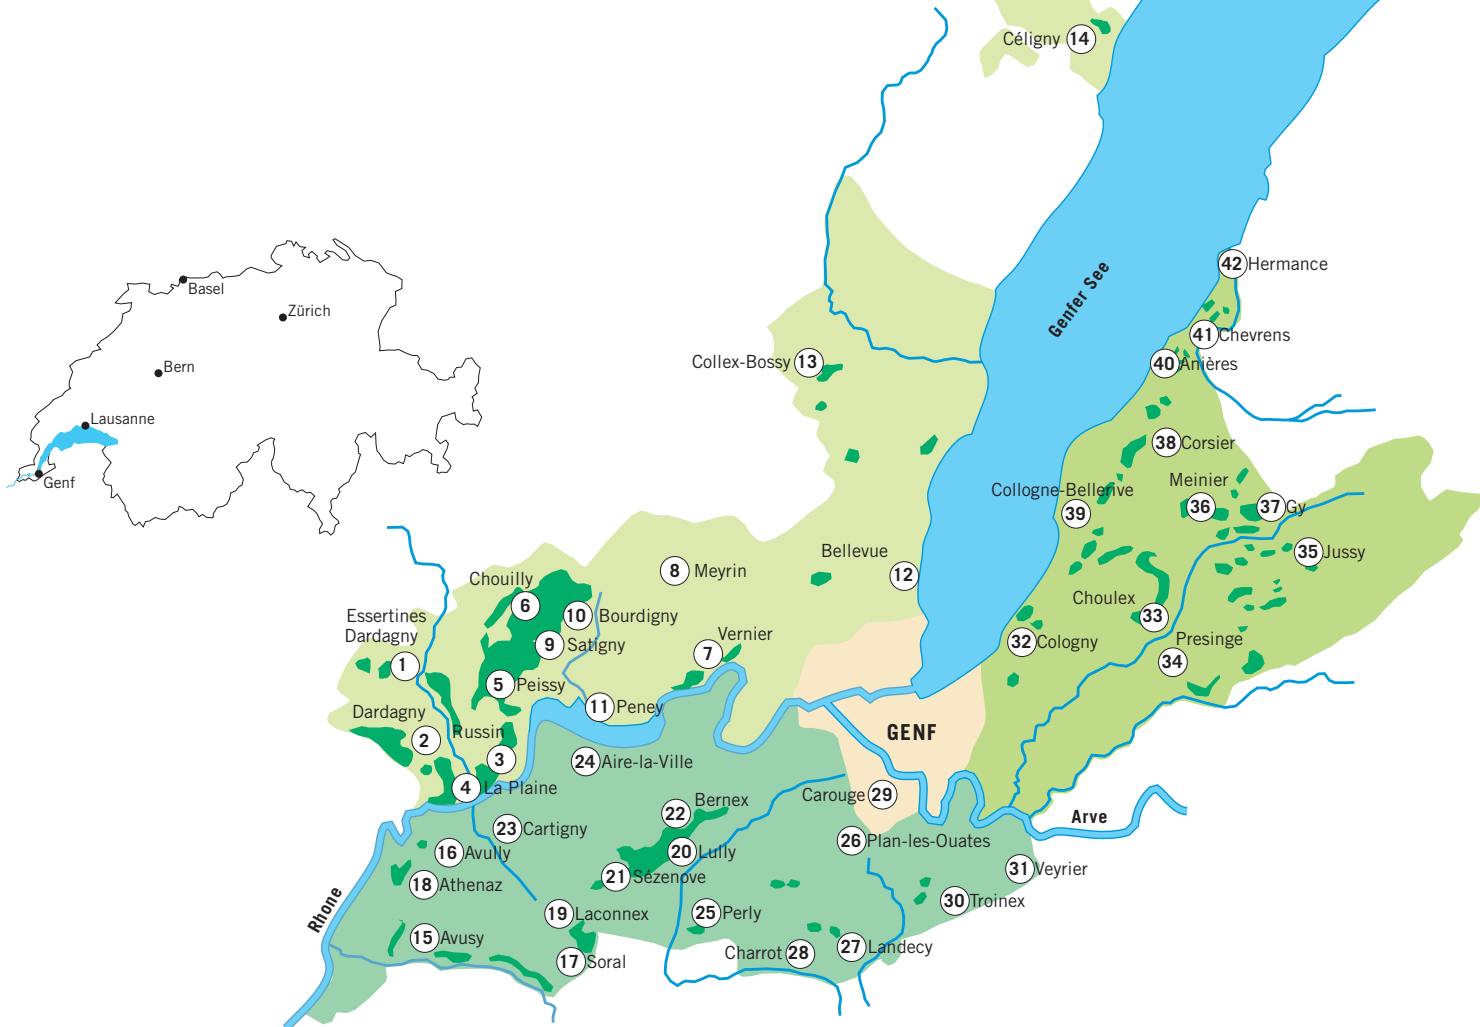 Céligny 14
Genfer See
42 Hermance
41 Chevrens
40 Anières
Collex-Bossy 13
38 Corsier
Meinier
36
37 Gy
Collogne-Bellerive
39
35 Jussy
Bellevue
12
Choulex
33
32 Cologny
Presinge
34
Basel
Zürich
Bern
Lausanne
Genf
8 Meyrin
Chouilly
6
10 Bourdigny
Essertines
Dardagny
1
9 Satigny
Vernier
7
5 Peissy
11 Peney
Dardagny
2
Russin
3
GENF
24 Aire-la-Ville
4 La Plaine
Carouge 29
Arve
Bernex
22
23 Cartigny
26 Plan-les-Ouates
16 Avully
20 Lully
31 Veyrier
21 Sézenove
18 Athenaz
Rhone
30 Troinex
19 Laconnex
25 Perly
15 Avusy
Charrot 28
27 Landecy
17 Soral